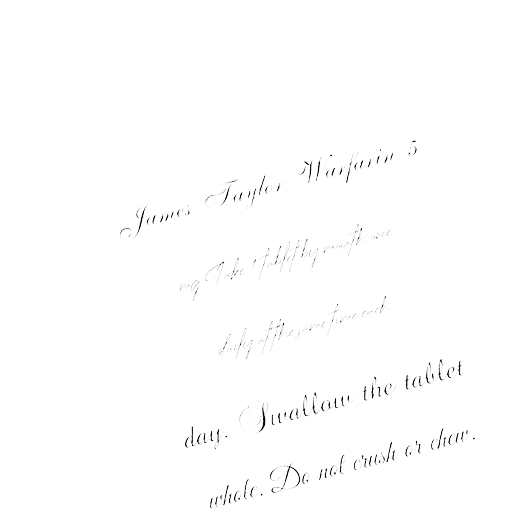 James Taylor Warfarin 5
mg. Take 1 tablet by mouth
daily at the same time each
day. Swallow the tablet
whole. Do not crush or chew.